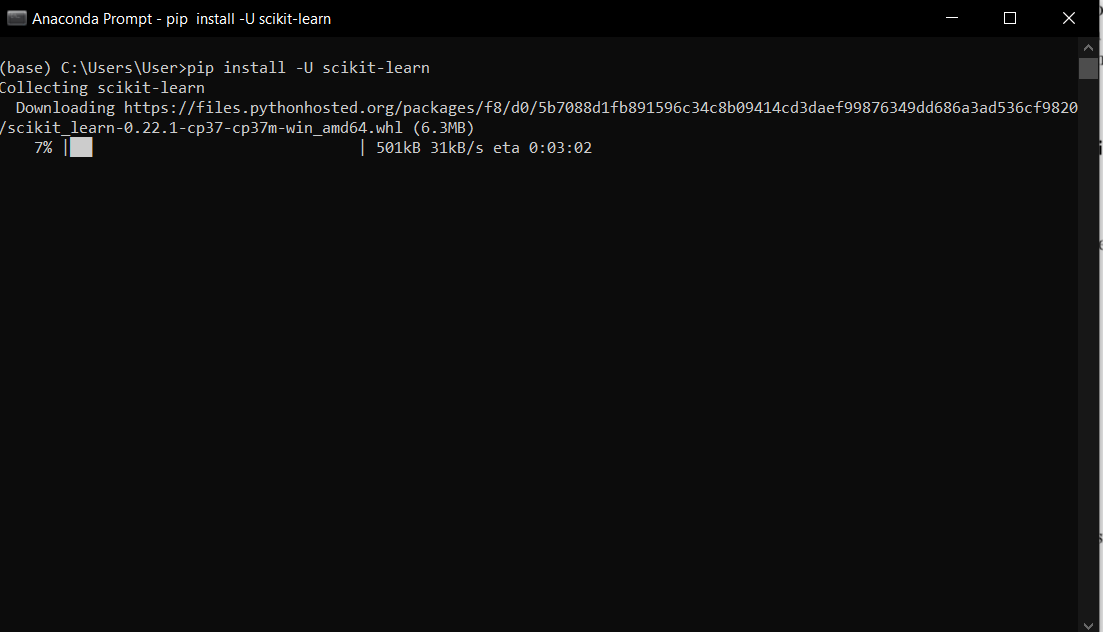 Anaconda Prompt - pip  install -U scikit-learn
(base) C:\Users\User>pip install -U scikit-learn
Collecting scikit-learn
  Downloading https://files.pythonhosted.org/packages/f8/d0/5b7088d1fb891596c34c8b09414cd3daef99876349dd686a3ad536cf9820
/scikit_learn-0.22.1-cp37-cp37m-win_amd64.whl (6.3MB)
    7% |██                              | 501kB 31kB/s eta 0:03:02